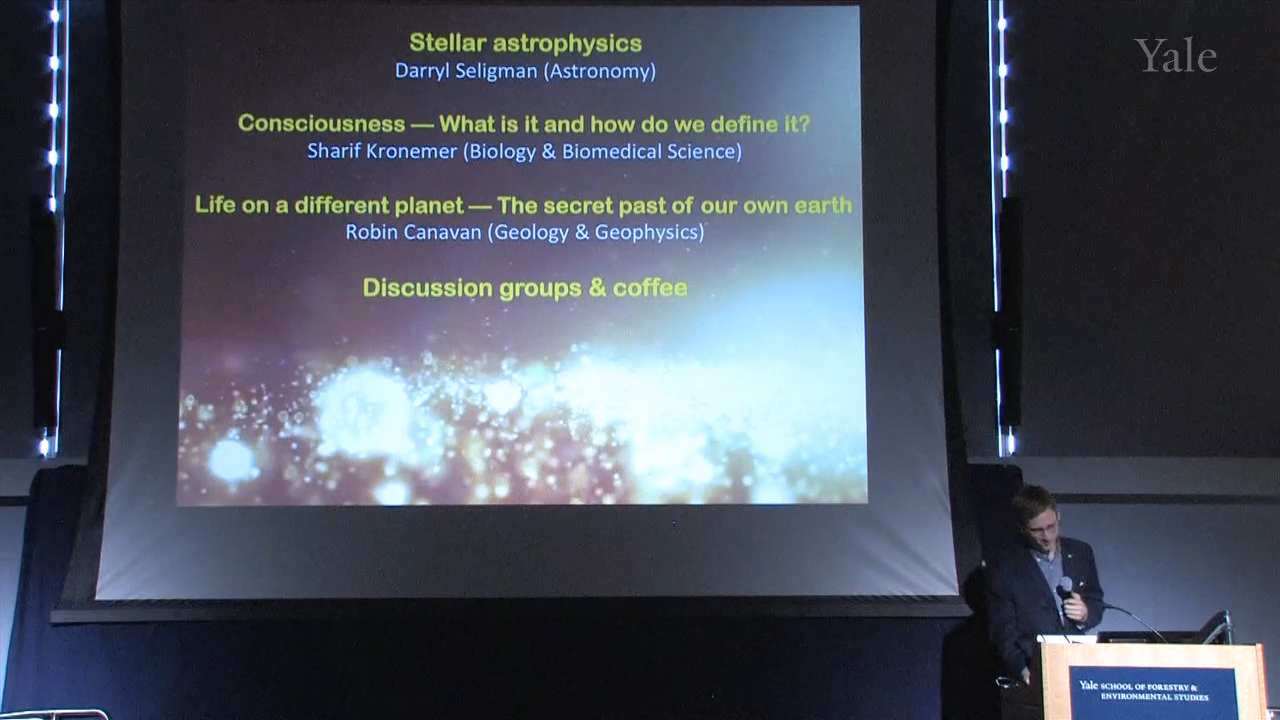 Stellar astrophysics
Darryl Seligman (Astronomy)
Consciousness — What is it and how do we define it?
Sharif Kronemer (Biology & Biomedical Science)
Life on a different planet — The secret past of our own earth
Robin Canavan (Geology & Geophysics)
Discussion groups & coffee
Yale
Yale SCHOOL OF FORESTRY &
ENVIRONMENTAL STUDIES